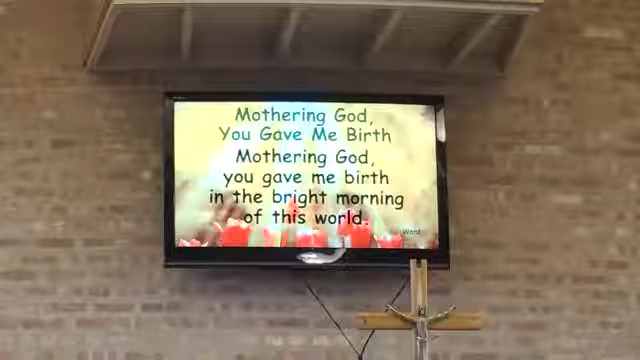 Mothering God,
You Gave Me Birth
Mothering God,
you gave me birth
in the bright morning
of this world.
Word